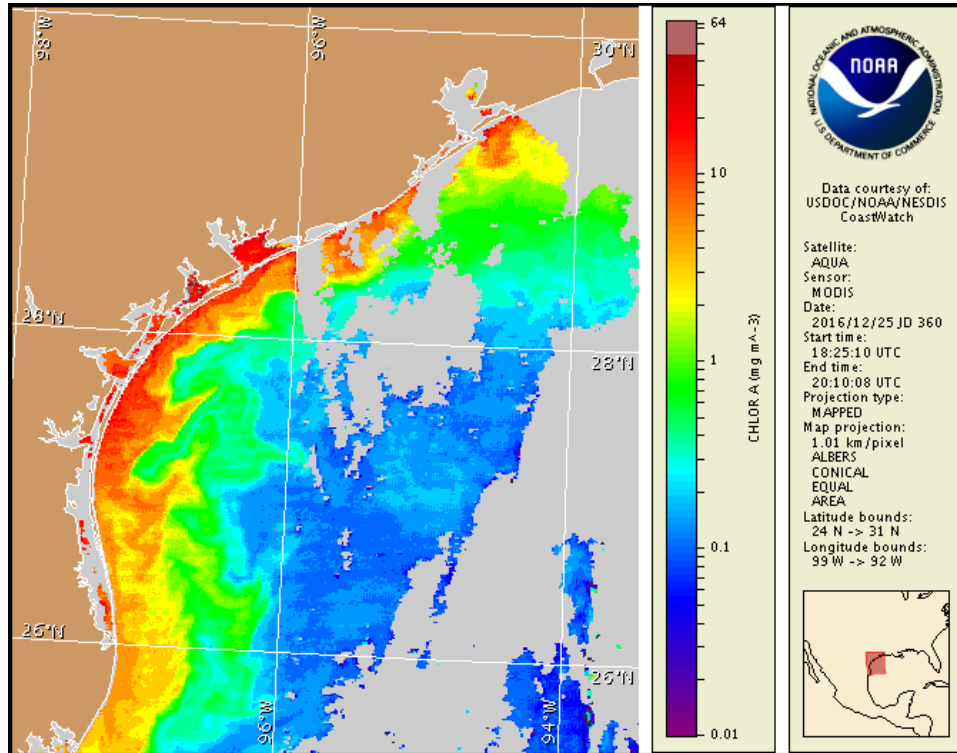 98°W
96°W
30°N
28°N
28°N
26°N
26°N
96°W
94°W
64
10
1
0.1
0.01
CHLOR A (mg m^-3)
NATIONAL OCEANIC AND ATMOSPHERIC ADMINISTRATION
NOAA
U.S. DEPARTMENT OF COMMERCE
Data courtesy of:
USDOC/NOAA/NESDIS
CoastWatch
Satellite:
AQUA
Sensor:
MODIS
Date:
2016/12/25 JD 360
Start time:
18:25:10 UTC
End time:
20:10:08 UTC
Projection type:
MAPPED
Map projection:
1.01 km/pixel
ALBERS
CONICAL
EQUAL
AREA
Latitude bounds:
24 N -> 31 N
Longitude bounds:
99 W -> 92 W